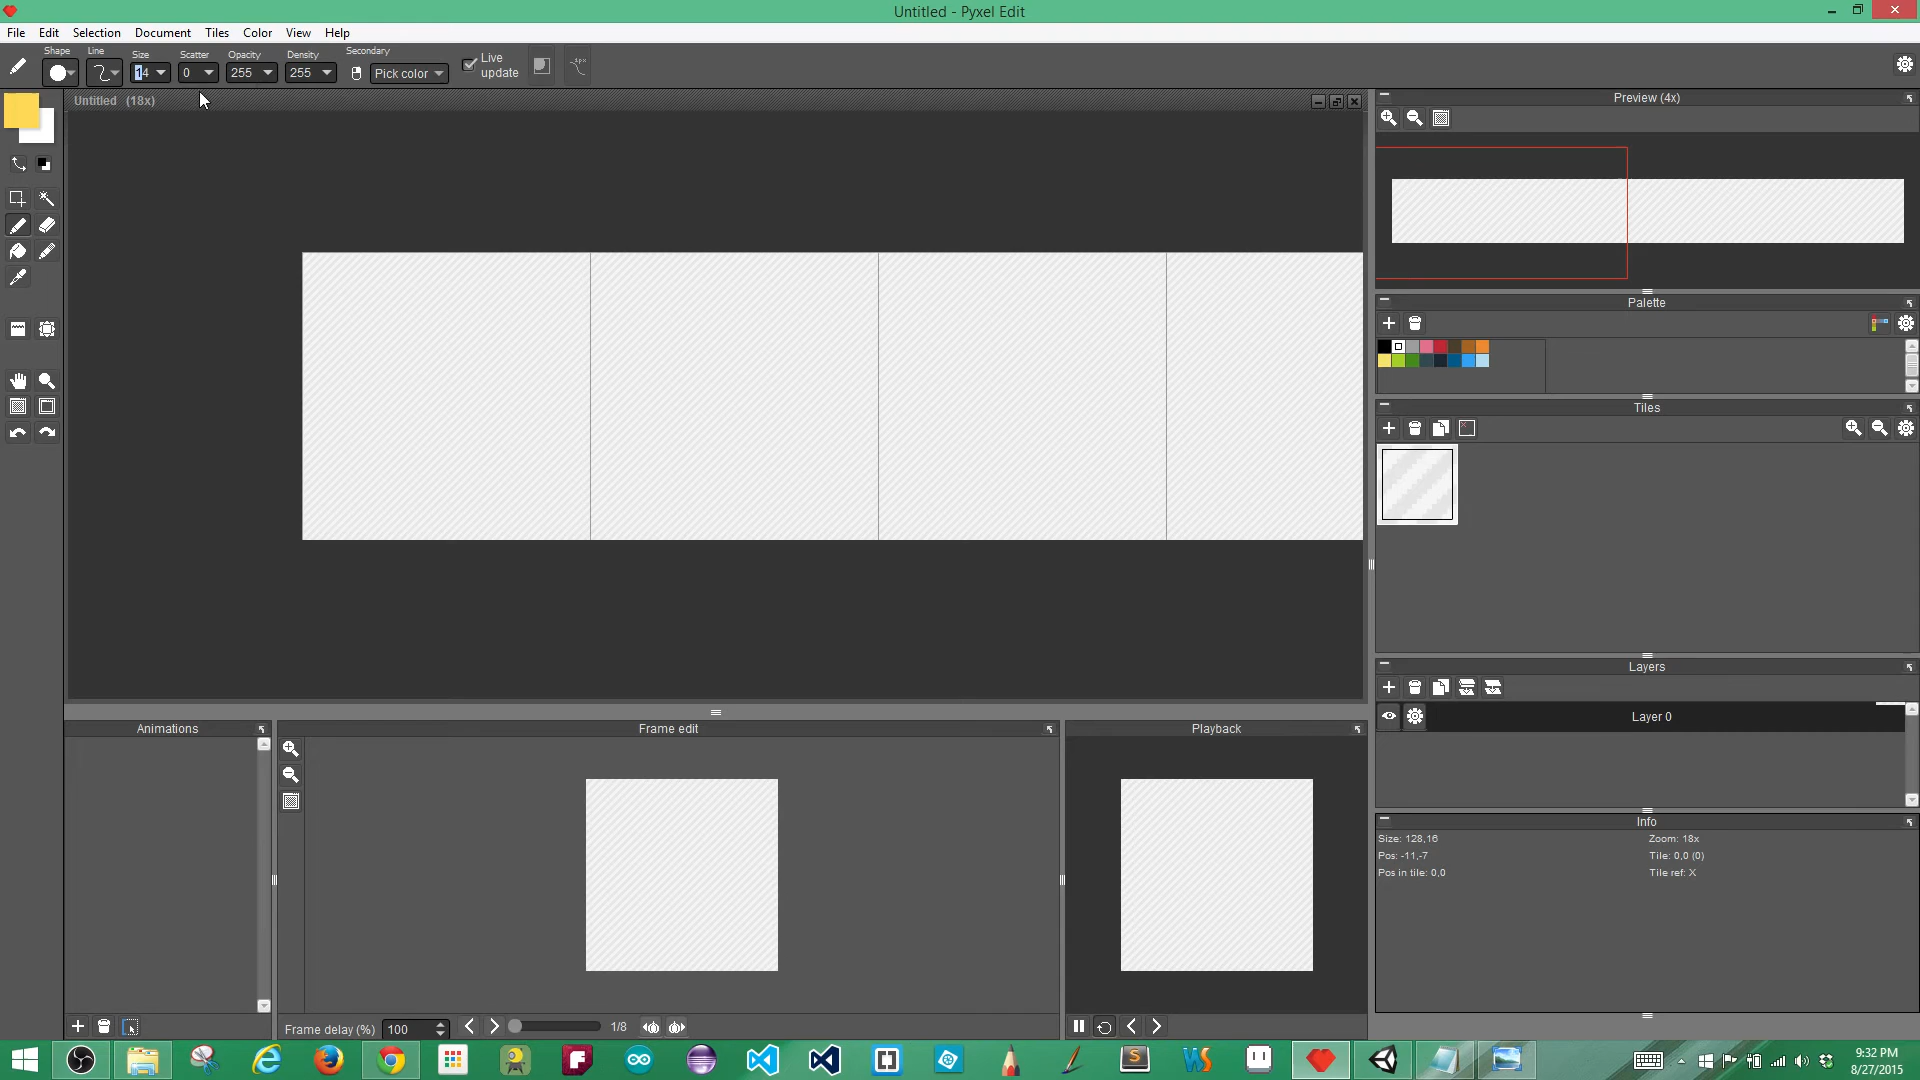 Untitled - Pyxel Edit
File Edit Selection Document Tiles Color View Help
Shape Line Size Scatter Opacity Density Secondary
14 0 255 255 Pick color Live update
Untitled (18x)
Preview (4x)
Palette
Tiles
Layers
Layer 0
Animations Frame edit Playback
Info
Size: 128,16 Zoom: 18x
Pos: -11,-7 Tile: 0,0 (0)
Pos in tile: 0,0 Tile ref: X
Frame delay (%) 100 1/8
9:32 PM
8/27/2015